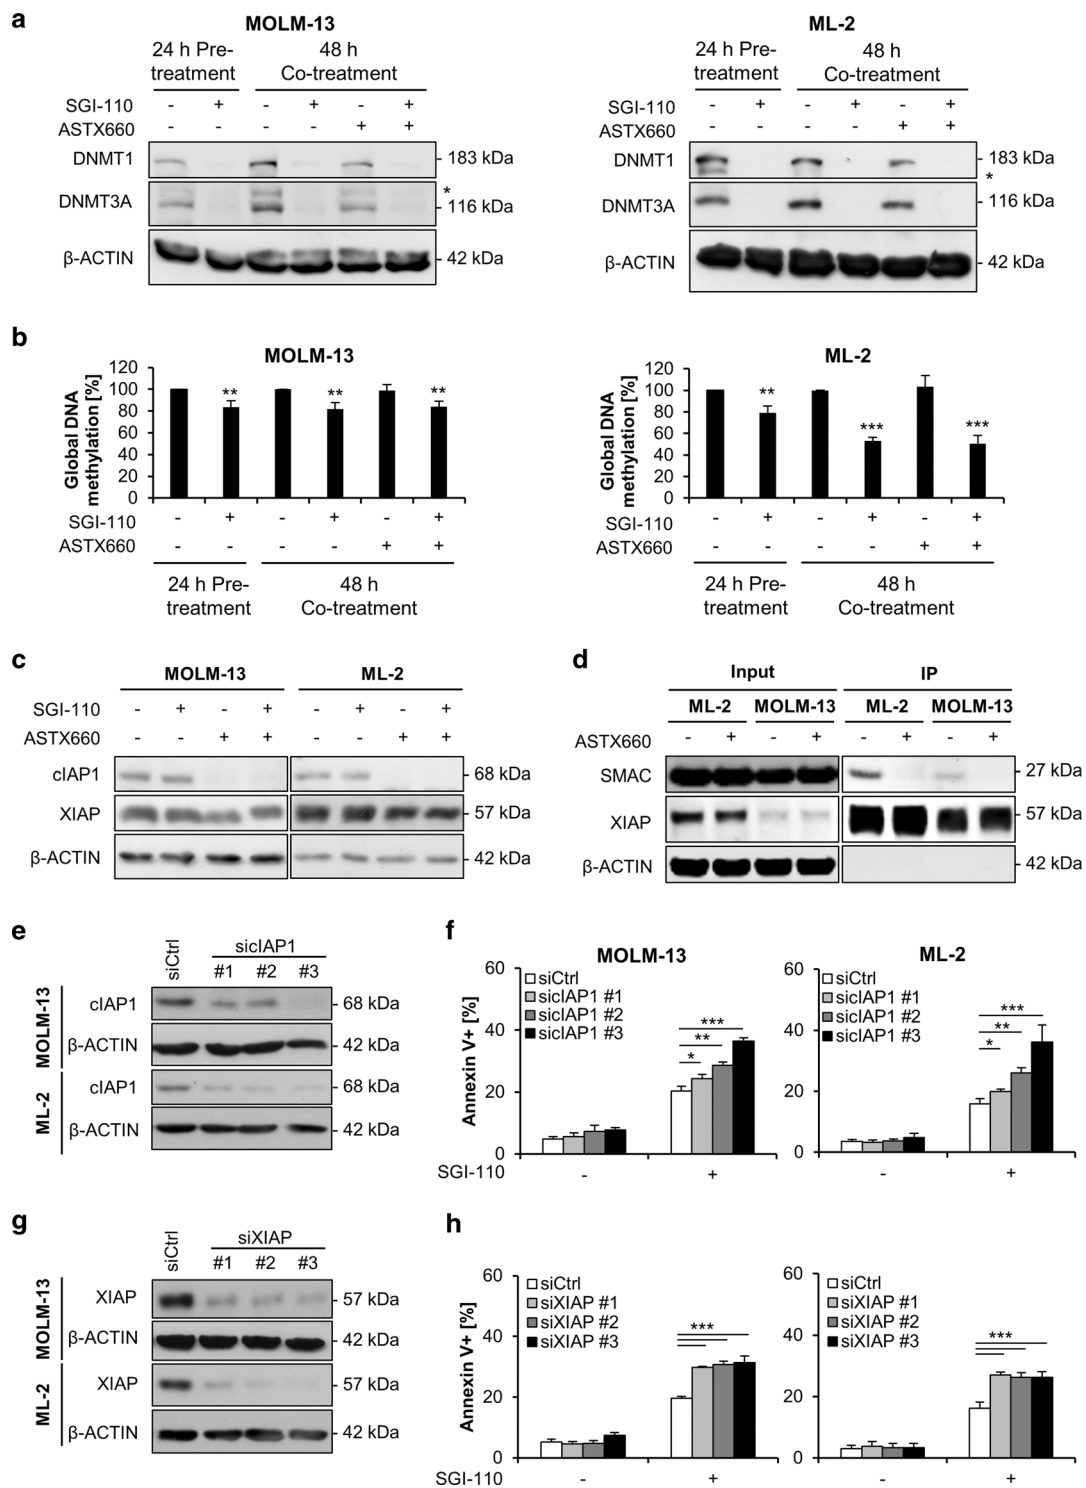 a
MOLM-13
ML-2
24 h Pre-
treatment
48 h
Co-treatment
24 h Pre-
treatment
48 h
Co-treatment
SGI-110 - + - + - +
ASTX660 - - - - + +
SGI-110 - + - + - +
ASTX660 - - - - + +
DNMT1 - 183 kDa
*
DNMT3A - 116 kDa
β-ACTIN - 42 kDa
DNMT1 - 183 kDa
*
DNMT3A - 116 kDa
β-ACTIN - 42 kDa
b
MOLM-13
Global DNA
methylation [%]
120
100
80
60
40
20
0
** ** **
SGI-110 - + - + - +
ASTX660 - - - - + +
24 h Pre-
treatment
48 h
Co-treatment
ML-2
Global DNA
methylation [%]
120
100
80
60
40
20
0
** *** ***
SGI-110 - + - + - +
ASTX660 - - - - + +
24 h Pre-
treatment
48 h
Co-treatment
c
MOLM-13 ML-2
SGI-110 - + - + - + - +
ASTX660 - - + + - - + +
cIAP1 - 68 kDa
XIAP - 57 kDa
β-ACTIN - 42 kDa
d
Input IP
ML-2 MOLM-13 ML-2 MOLM-13
ASTX660 - + - + - + - +
SMAC - 27 kDa
XIAP - 57 kDa
β-ACTIN - 42 kDa
e
siCtrl
sicIAP1
#1 #2 #3
MOLM-13
cIAP1 - 68 kDa
β-ACTIN - 42 kDa
ML-2
cIAP1 - 68 kDa
β-ACTIN - 42 kDa
f
MOLM-13
Annexin V+ [%]
60
40
20
0
siCtrl
sicIAP1 #1
sicIAP1 #2
sicIAP1 #3
***
**
*
SGI-110 - +
ML-2
60
40
20
0
siCtrl
sicIAP1 #1
sicIAP1 #2
sicIAP1 #3
***
**
*
- +
g
siCtrl
siXIAP
#1 #2 #3
MOLM-13
XIAP - 57 kDa
β-ACTIN - 42 kDa
ML-2
XIAP - 57 kDa
β-ACTIN - 42 kDa
h
Annexin V+ [%]
60
40
20
0
siCtrl
siXIAP #1
siXIAP #2
siXIAP #3
***
SGI-110 - +
60
40
20
0
siCtrl
siXIAP #1
siXIAP #2
siXIAP #3
***
- +